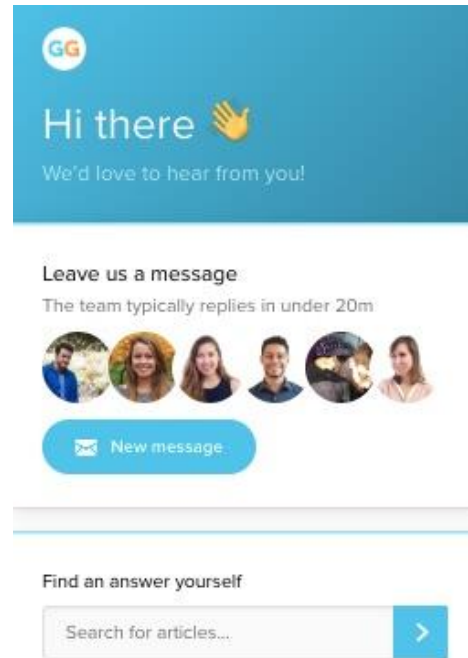 GG
Hi there 👋
We'd love to hear from you!
Leave us a message
The team typically replies in under 20m
New message
Find an answer yourself
Search for articles...